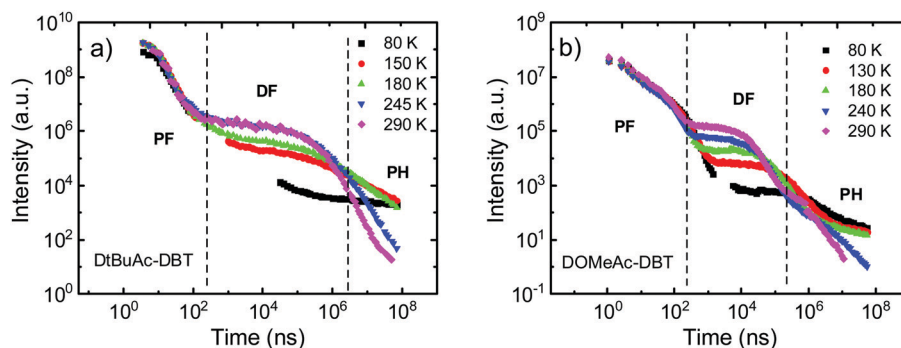 a)
Intensity (a.u.)
10^10
10^8
10^6
10^4
10^2
10^0
PF
DF
PH
80 K
150 K
180 K
245 K
290 K
DtBuAc-DBT
10^0 10^2 10^4 10^6 10^8
Time (ns)
b)
Intensity (a.u.)
10^9
10^7
10^5
10^3
10^1
10^-1
PF
DF
PH
80 K
130 K
180 K
240 K
290 K
DOMeAc-DBT
10^0 10^2 10^4 10^6 10^8
Time (ns)